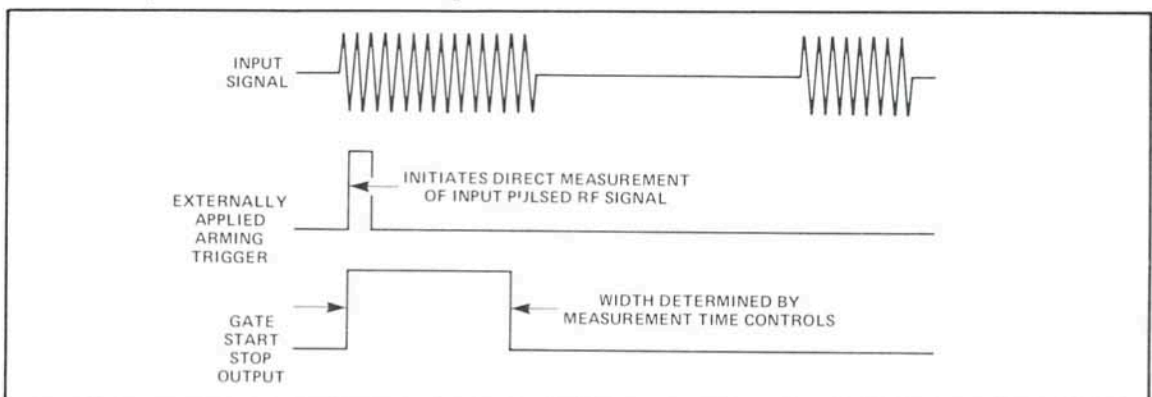 INPUT
SIGNAL
INITIATES DIRECT MEASUREMENT
OF INPUT PULSED RF SIGNAL
EXTERNALLY
APPLIED
ARMING
TRIGGER
WIDTH DETERMINED BY
MEASUREMENT TIME CONTROLS
GATE
START
STOP
OUTPUT